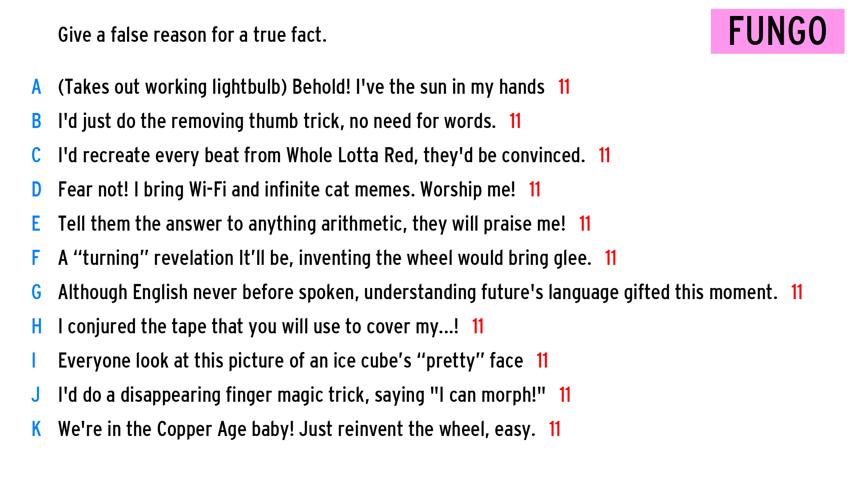 Give a false reason for a true fact.
FUNGO
A (Takes out working lightbulb) Behold! I've the sun in my hands 11
B I'd just do the removing thumb trick, no need for words. 11
C I'd recreate every beat from Whole Lotta Red, they'd be convinced. 11
D Fear not! I bring Wi-Fi and infinite cat memes. Worship me! 11
E Tell them the answer to anything arithmetic, they will praise me! 11
F A “turning” revelation It’ll be, inventing the wheel would bring glee. 11
G Although English never before spoken, understanding future's language gifted this moment. 11
H I conjured the tape that you will use to cover my...! 11
I Everyone look at this picture of an ice cube’s “pretty” face 11
J I'd do a disappearing finger magic trick, saying "I can morph!" 11
K We're in the Copper Age baby! Just reinvent the wheel, easy. 11